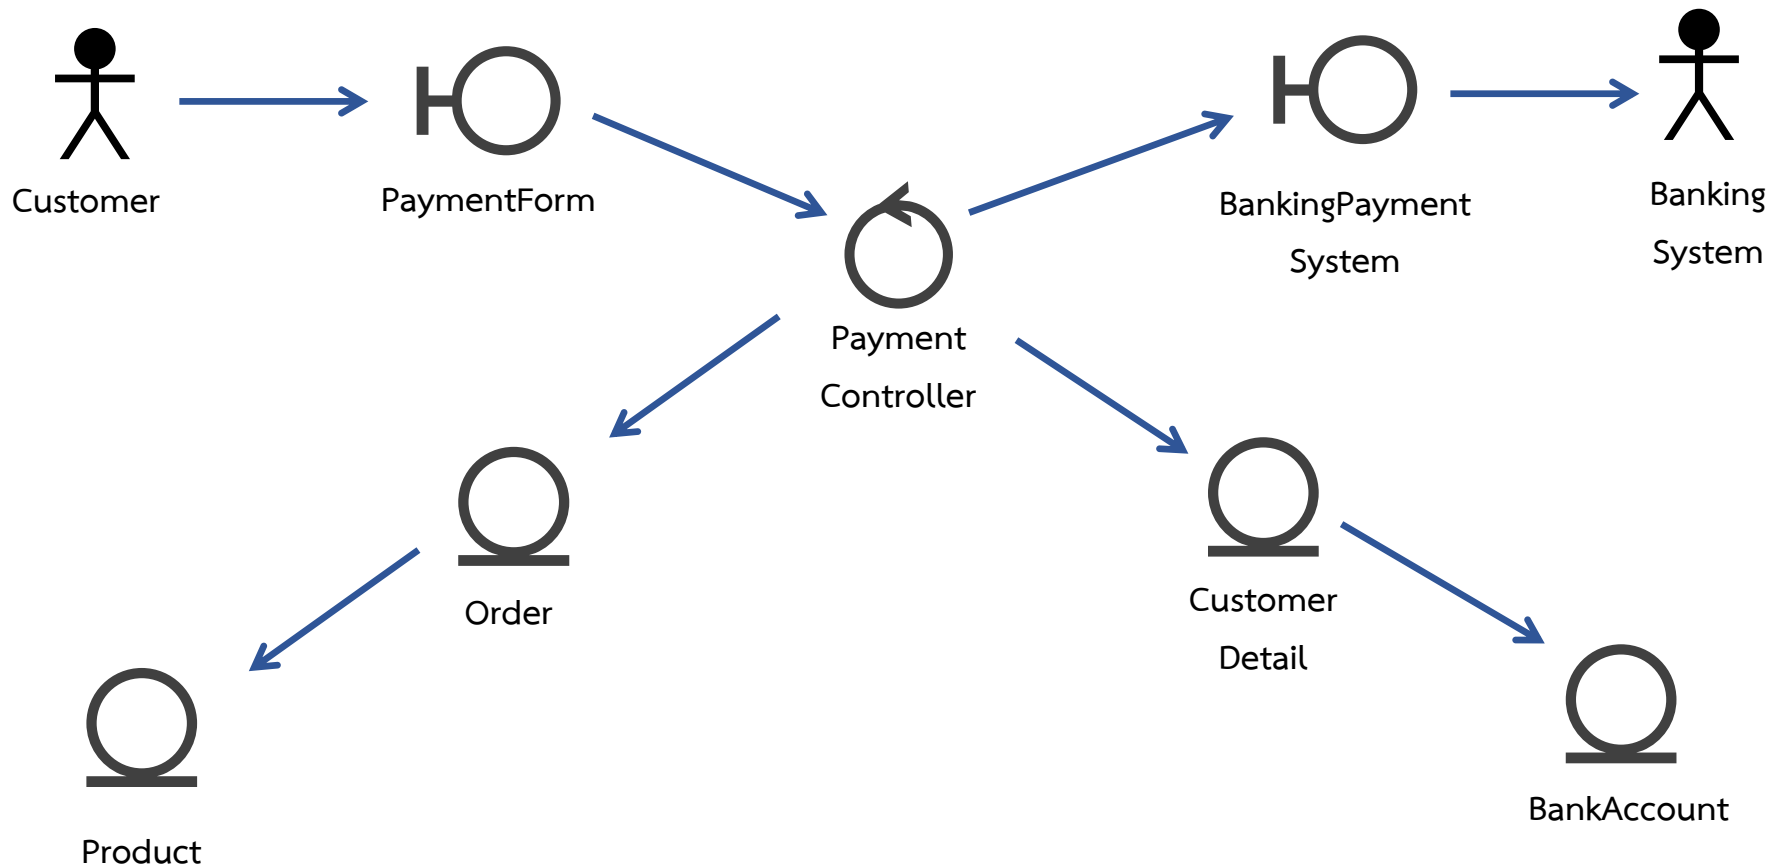 Customer
PaymentForm
BankingPayment
System
Banking
System
Payment
Controller
Order
Customer
Detail
Product
BankAccount